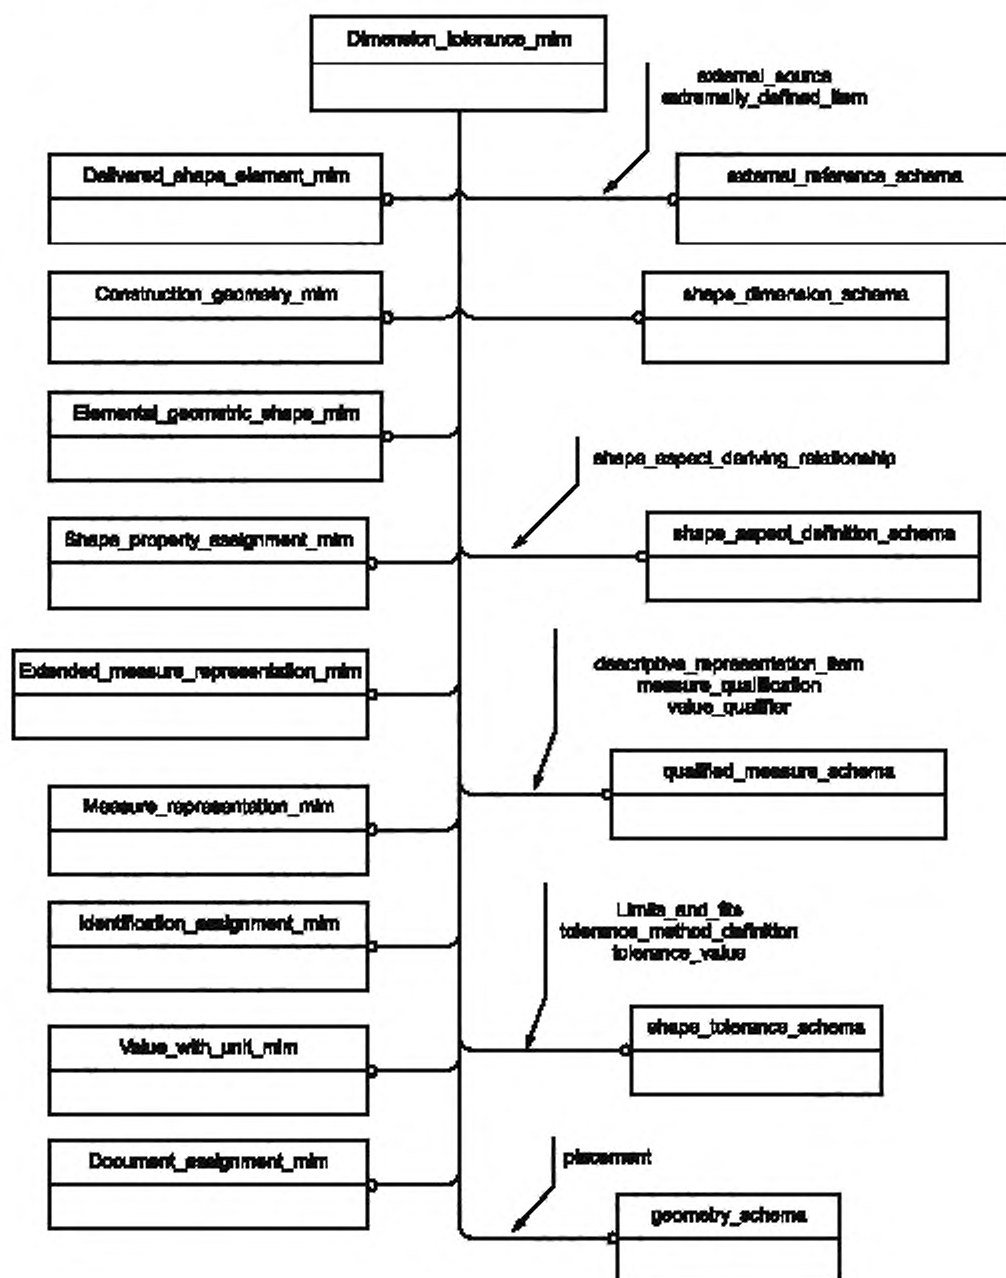 Dimension_tolerance_mim
external_source
extremally_defined_item
Delivered_shape_element_mim
external_reference_schema
Construction_geometry_mim
shape_dimension_schema
Elemental_geometric_shape_mim
shape_aspect_deriving_relationship
Shape_property_assignment_mim
shape_aspect_definition_schema
Extended_measure_representation_mim
descriptive_representation_item
measure_qualification
value_qualifier
qualified_measure_schema
Measure_representation_mim
Identification_assignment_mim
Limits_and_fits
tolerance_method_definition
tolerance_value
shape_tolerance_schema
Value_with_unit_mim
Document_assignment_mim
placement
geometry_schema